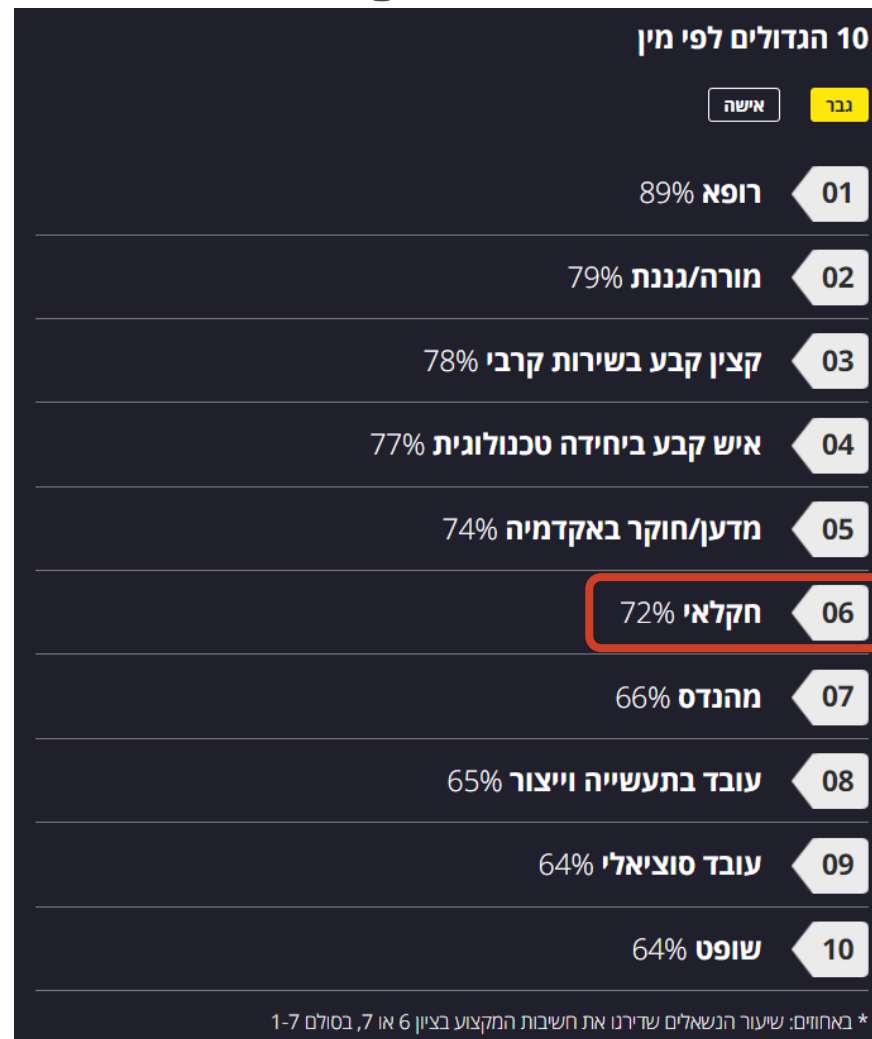 10 הגדולים לפי מין
גבר אישה
01 רופא 89%
02 מורה/גננת 79%
03 קצין קבע בשירות קרבי 78%
04 איש קבע ביחידה טכנולוגית 77%
05 מדען/חוקר באקדמיה 74%
06 חקלאי 72%
07 מהנדס 66%
08 עובד בתעשייה וייצור 65%
09 עובד סוציאלי 64%
10 שופט 64%
* באחוזים: שיעור הנשאלים שדירגו את חשיבות המקצוע בציון 6 או 7, בסולם 1-7